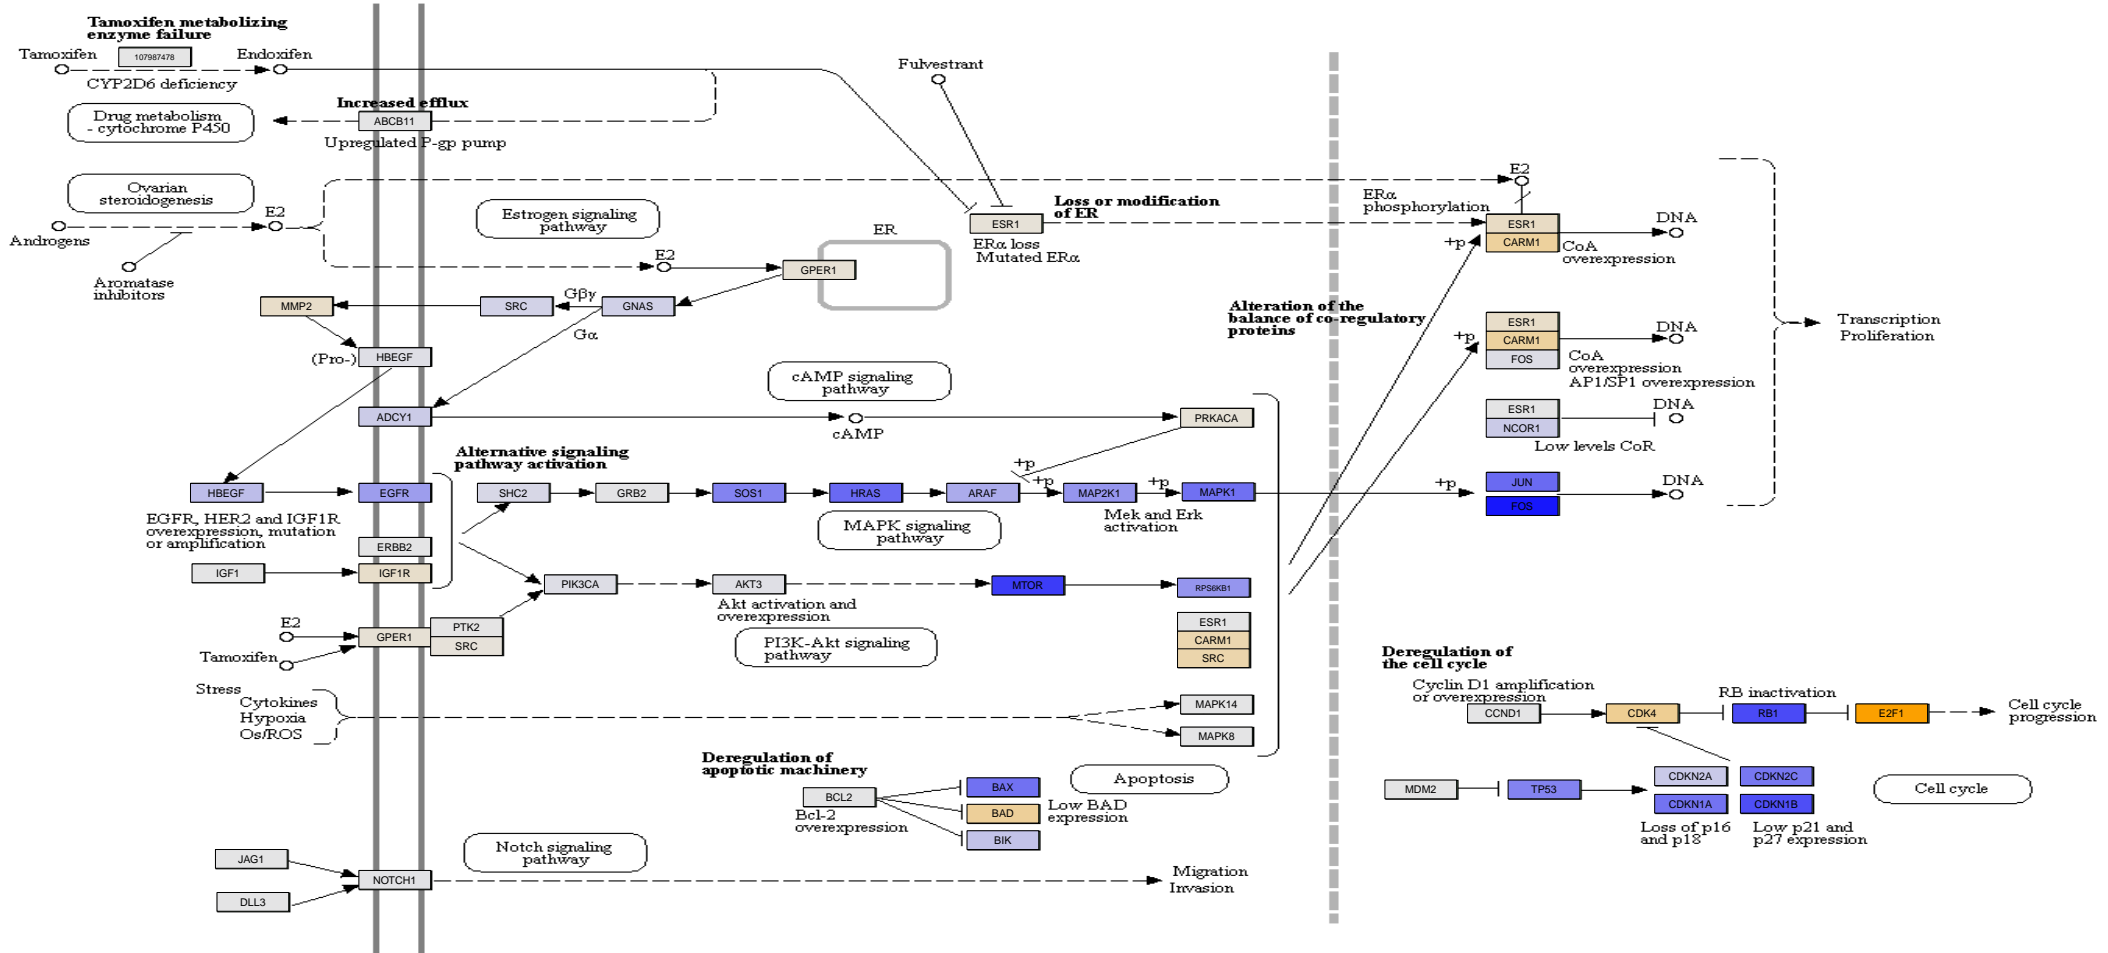 Tamoxifen metabolizing
enzyme failure
Tamoxifen
107987478
Endoxifen
CYP2D6 deficiency
Fulvestrant
Increased efflux
Drug metabolism
- cytochrome P450
ABCB11
Upregulated P-gp pump
Ovarian
steroidogenesis
E2
Androgens
Aromatase
inhibitors
Estrogen signaling
pathway
E2
ER
GPER1
ESR1
ERα loss
Mutated ERα
Loss or modification
of ER
ERα
phosphorylation
E2
+p
ESR1
CARM1
CoA
overexpression
DNA
MMP2
SRC
Gβγ
GNAS
Gα
(Pro-)
HBEGF
Alteration of the
balance of co-regulatory
proteins
+p
ESR1
CARM1
FOS
DNA
CoA
overexpression
AP1/SP1 overexpression
Transcription
Proliferation
cAMP signaling
pathway
ADCY1
cAMP
PRKACA
ESR1
NCOR1
DNA
Low levels CoR
Alternative signaling
pathway activation
+p
HBEGF
EGFR
SHC2
GRB2
SOS1
HRAS
ARAF
+p
MAP2K1
+p
MAPK1
+p
JUN
FOS
DNA
EGFR, HER2 and IGF1R
overexpression, mutation
or amplification
MAPK signaling
pathway
Mek and Erk
activation
ERBB2
IGF1
IGF1R
PIK3CA
AKT3
MTOR
RPS6KB1
Akt activation and
overexpression
E2
Tamoxifen
GPER1
PTK2
SRC
PI3K-Akt signaling
pathway
ESR1
CARM1
SRC
Stress
Cytokines
Hypoxia
Os/ROS
MAPK14
MAPK8
Deregulation of
the cell cycle
Cyclin D1 amplification
or overexpression
RB inactivation
CCND1
CDK4
RB1
E2F1
Cell cycle
progression
Deregulation of
apoptotic machinery
Apoptosis
BCL2
Bcl-2
overexpression
BAX
BAD
BIK
Low BAD
expression
MDM2
TP53
CDKN2A
CDKN2C
CDKN1A
CDKN1B
Loss of p16
and p18
Low p21 and
p27 expression
Cell cycle
Notch signaling
pathway
JAG1
DLL3
NOTCH1
Migration
Invasion